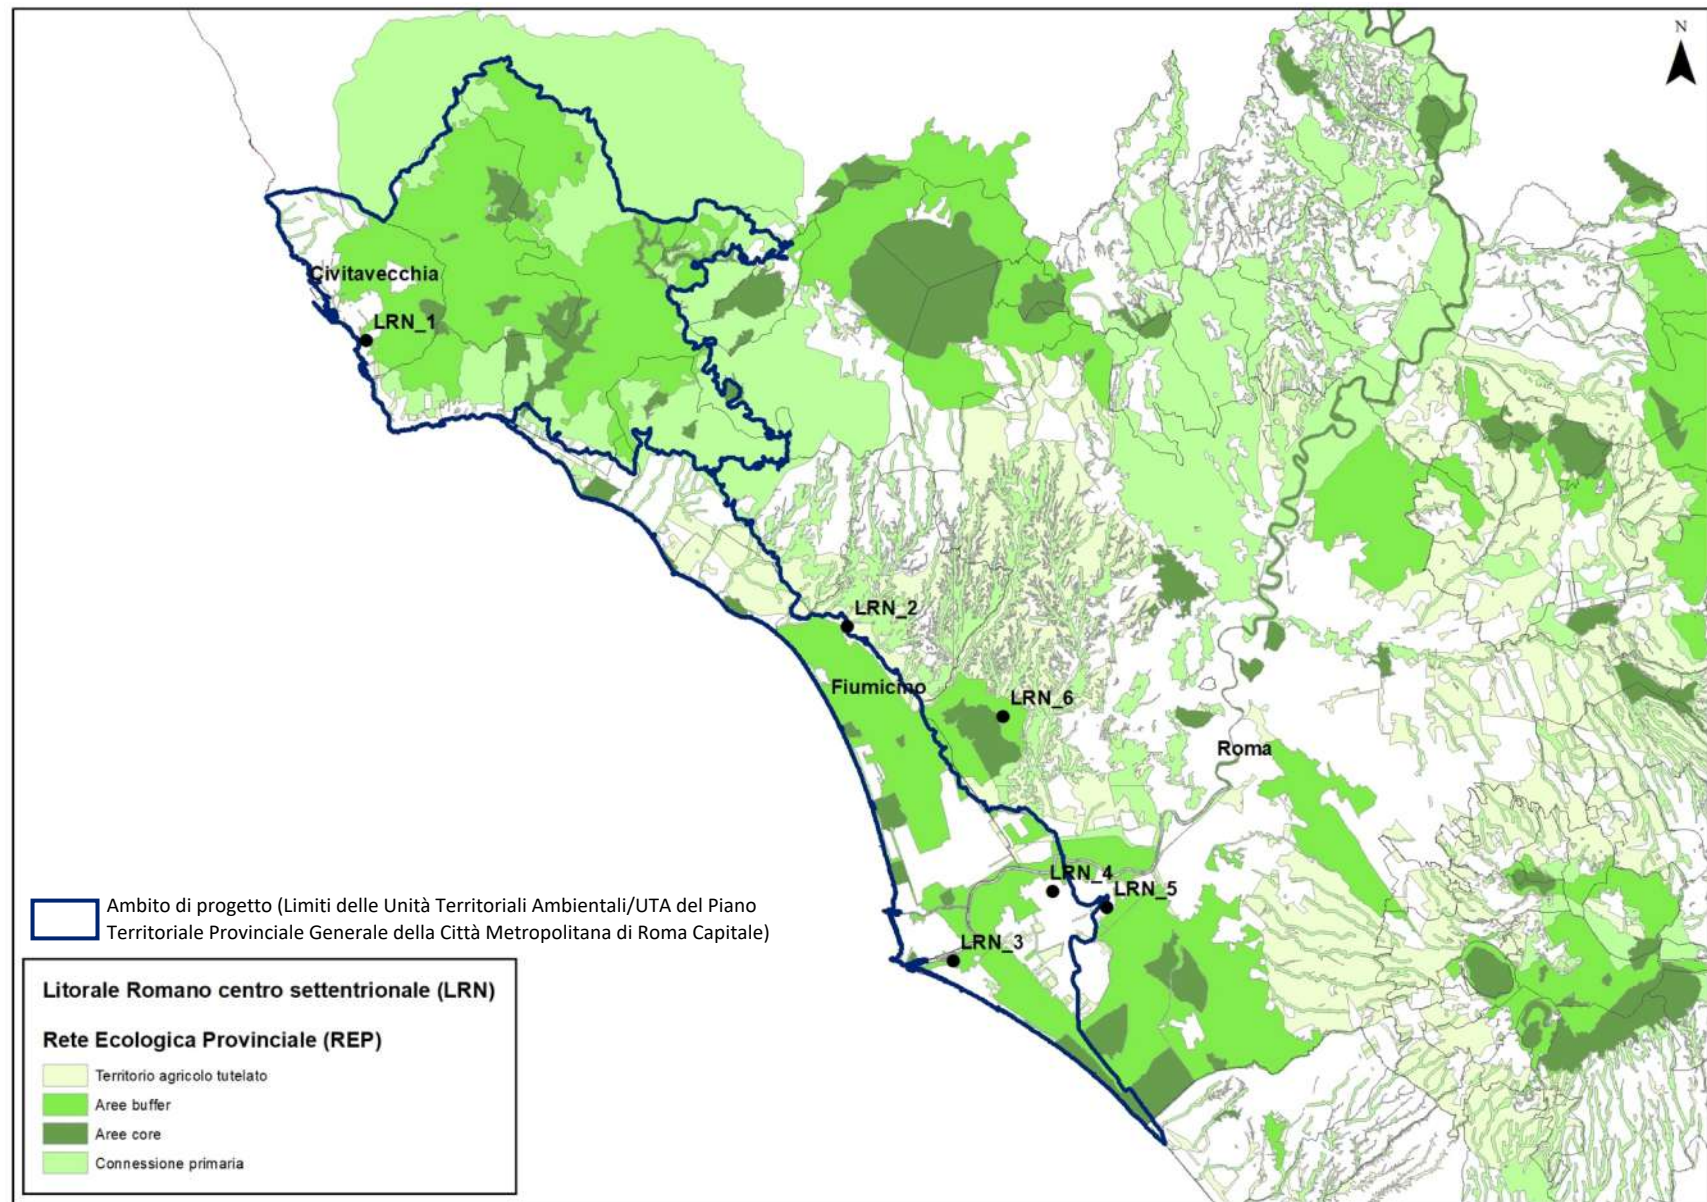 N
Civitavecchia
LRN_1
LRN_2
Fiumicino
LRN_6
Roma
LRN_4
LRN_5
LRN_3
Ambito di progetto (Limiti delle Unità Territoriali Ambientali/UTA del Piano
Territoriale Provinciale Generale della Città Metropolitana di Roma Capitale)
Litorale Romano centro settentrionale (LRN)
Rete Ecologica Provinciale (REP)
Territorio agricolo tutelato
Aree buffer
Aree core
Connessione primaria